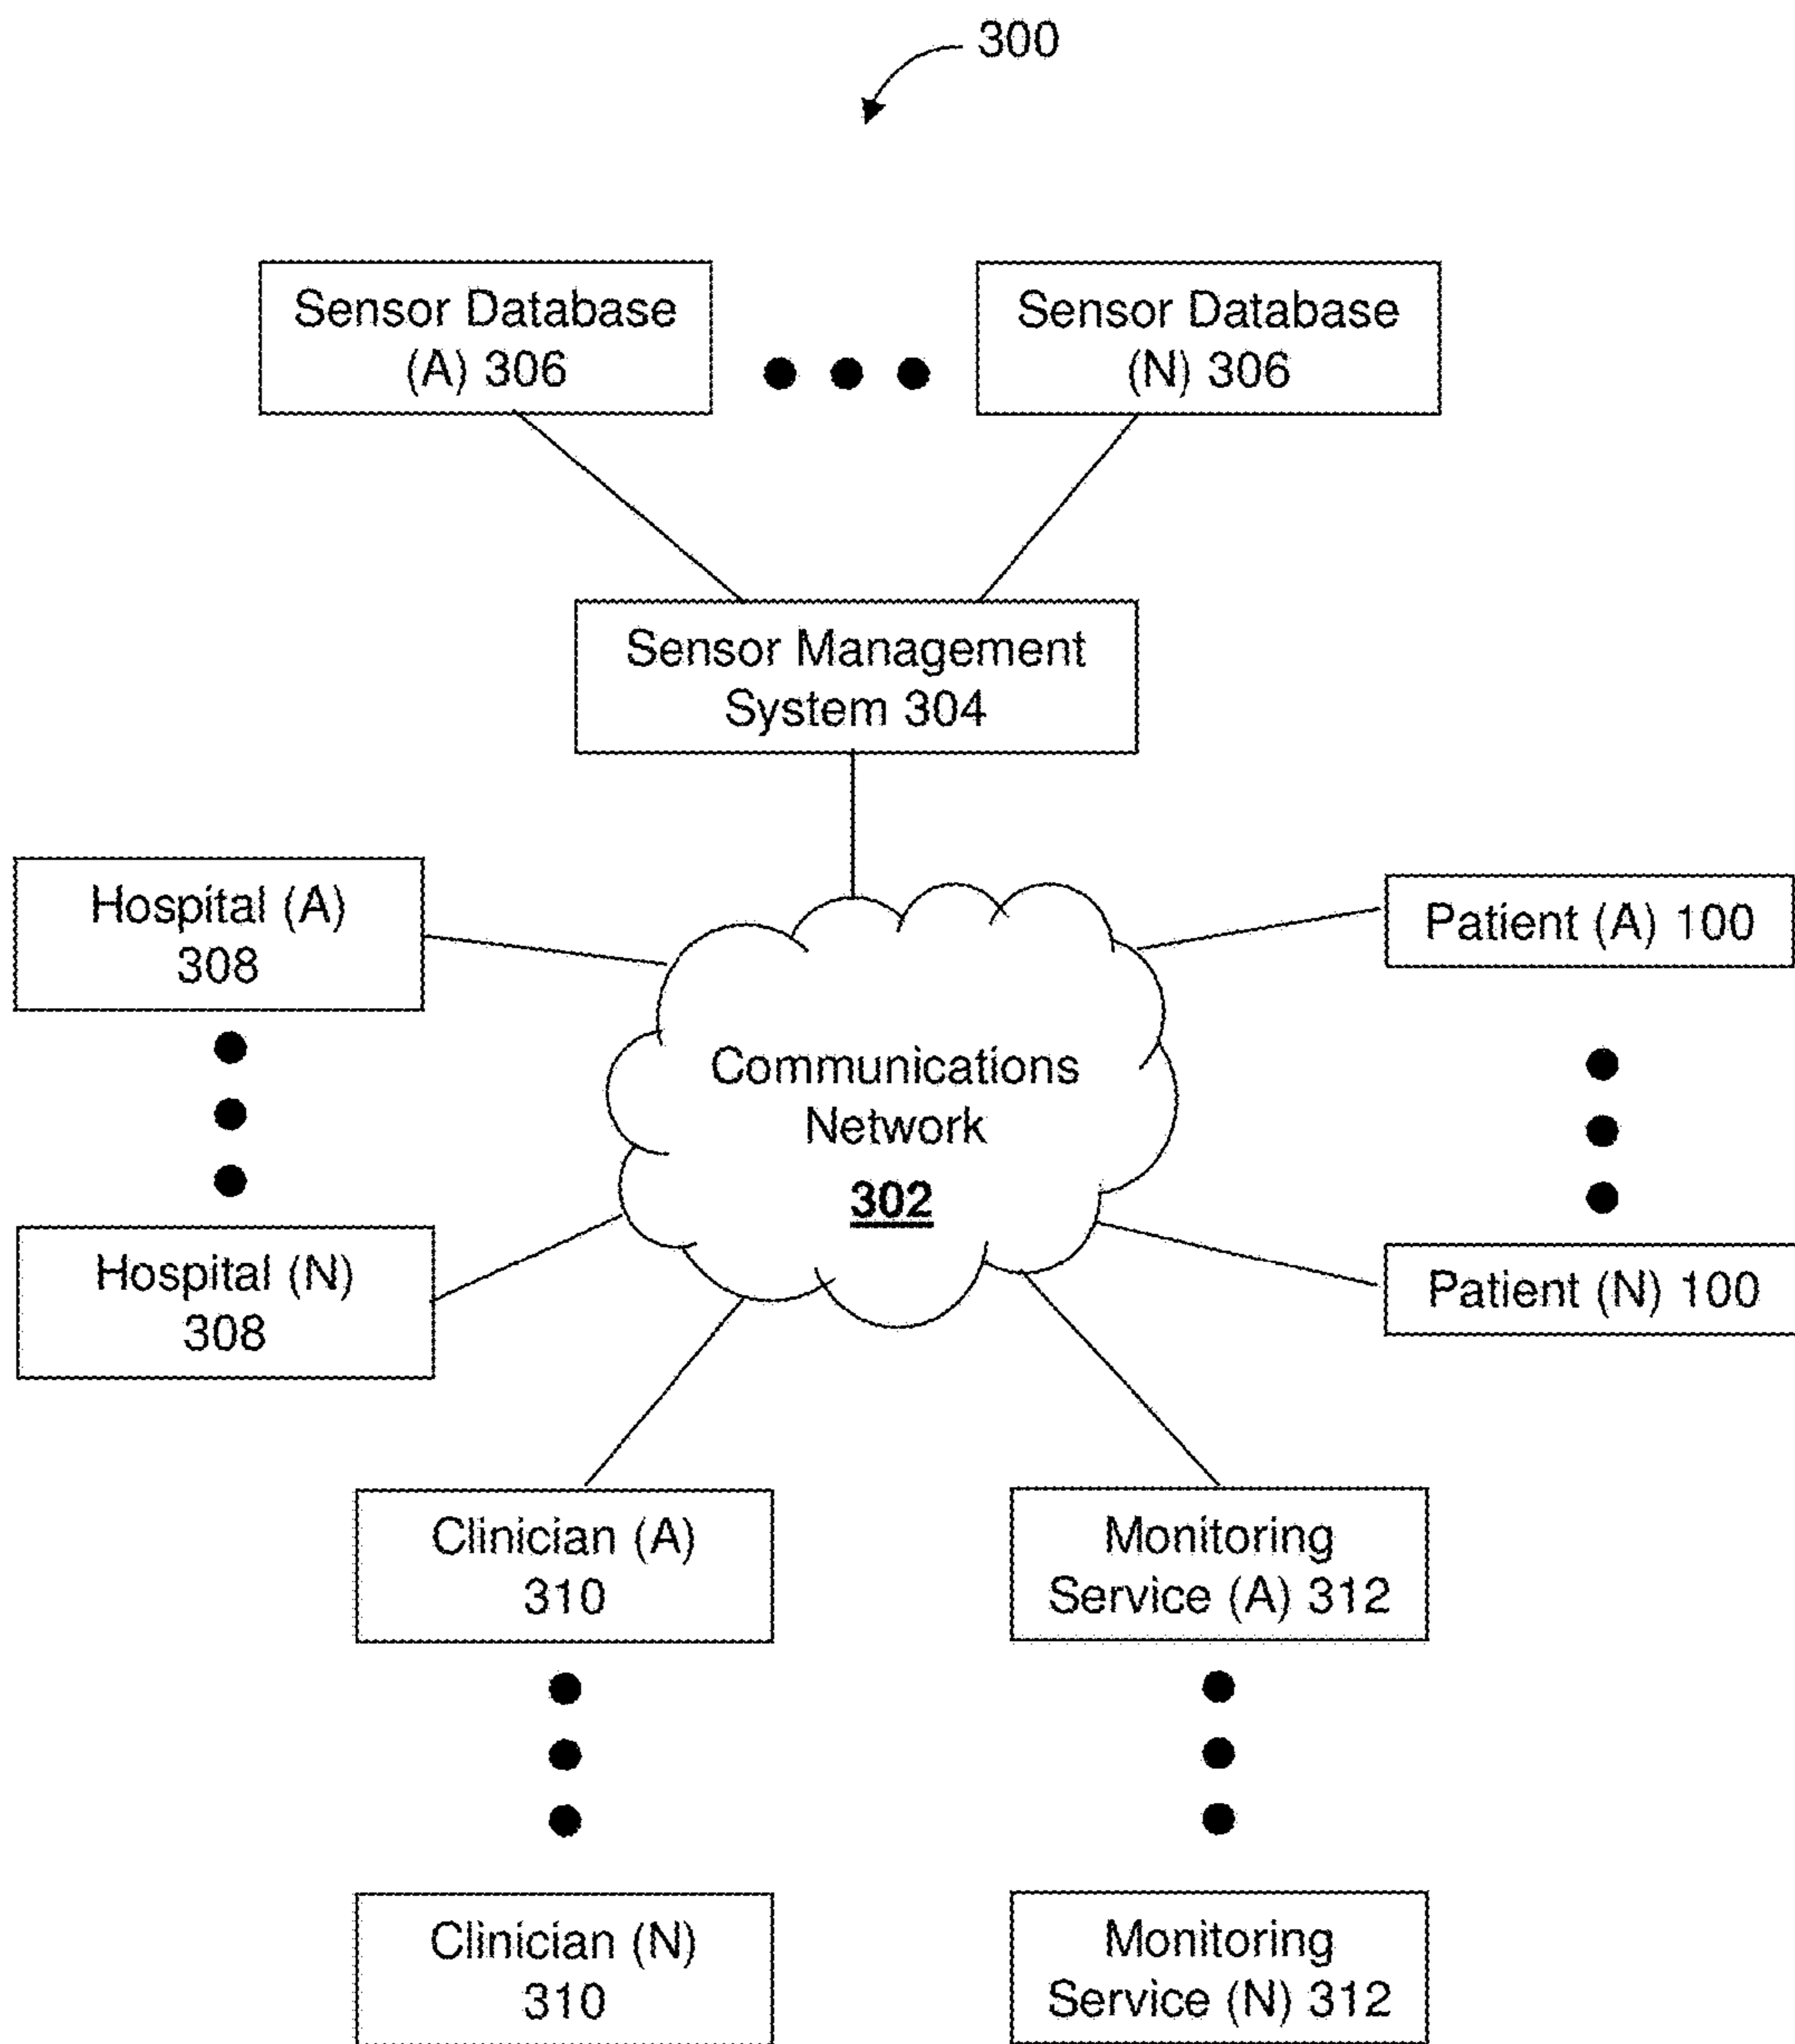 300
Sensor Database
(A) 306
Sensor Database
(N) 306
Sensor Management
System 304
Hospital (A)
308
Patient (A) 100
Communications
Network
302
Hospital (N)
308
Patient (N) 100
Clinician (A)
310
Monitoring
Service (A) 312
Clinician (N)
310
Monitoring
Service (N) 312